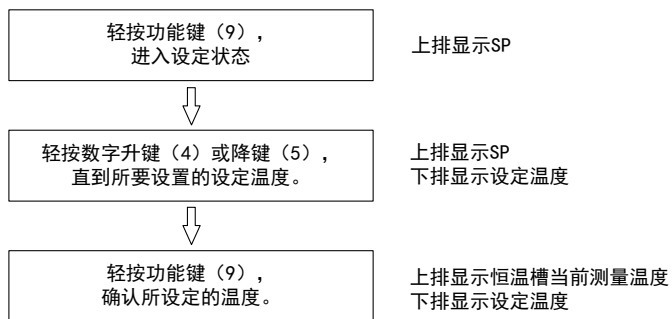 轻按功能键（9），
进入设定状态
上排显示SP
轻按数字升键（4）或降键（5），
直到所要设置的设定温度。
上排显示SP
下排显示设定温度
轻按功能键（9），
确认所设定的温度。
上排显示恒温槽当前测量温度
下排显示设定温度